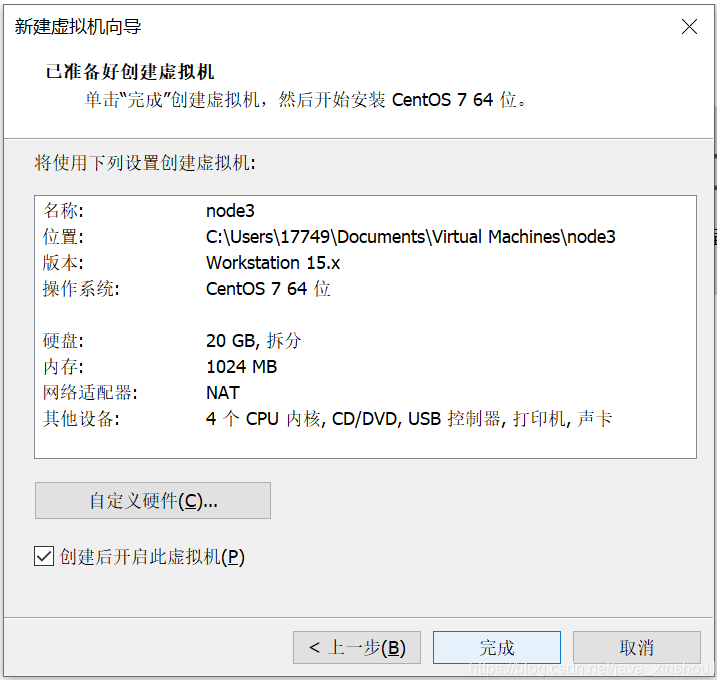 新建虚拟机向导
已准备好创建虚拟机
单击“完成”创建虚拟机，然后开始安装 CentOS 7 64 位。
将使用下列设置创建虚拟机:
名称: node3
位置: C:\Users\17749\Documents\Virtual Machines\node3
版本: Workstation 15.x
操作系统: CentOS 7 64 位
硬盘: 20 GB, 拆分
内存: 1024 MB
网络适配器: NAT
其他设备: 4 个 CPU 内核, CD/DVD, USB 控制器, 打印机, 声卡
自定义硬件(C)...
创建后开启此虚拟机(P)
< 上一步(B) 完成 取消
https://blog.csdn.net/java_xinshou1